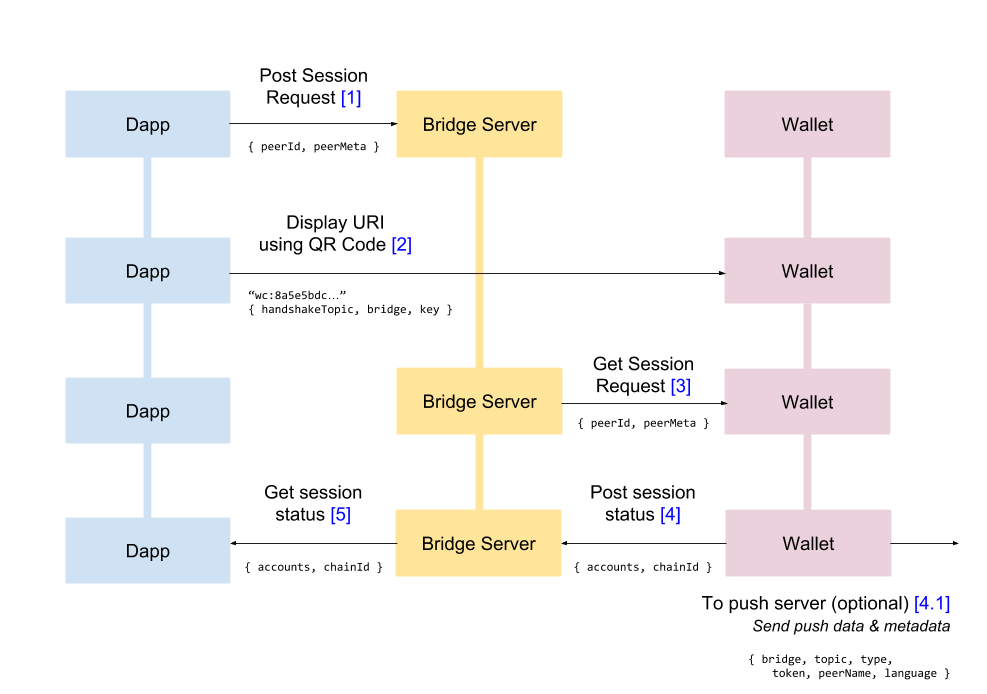 Post Session
Request [1]
Dapp
Bridge Server
Wallet
{ peerId, peerMeta }
Display URI
using QR Code [2]
Dapp
Wallet
“wc:8a5e5bdc…”
{ handshakeTopic, bridge, key }
Get Session
Request [3]
Dapp
Bridge Server
Wallet
{ peerId, peerMeta }
Get session
status [5]
Post session
status [4]
Dapp
Bridge Server
Wallet
{ accounts, chainId }
{ accounts, chainId }
To push server (optional) [4.1]
Send push data & metadata
{ bridge, topic, type,
token, peerName, language }